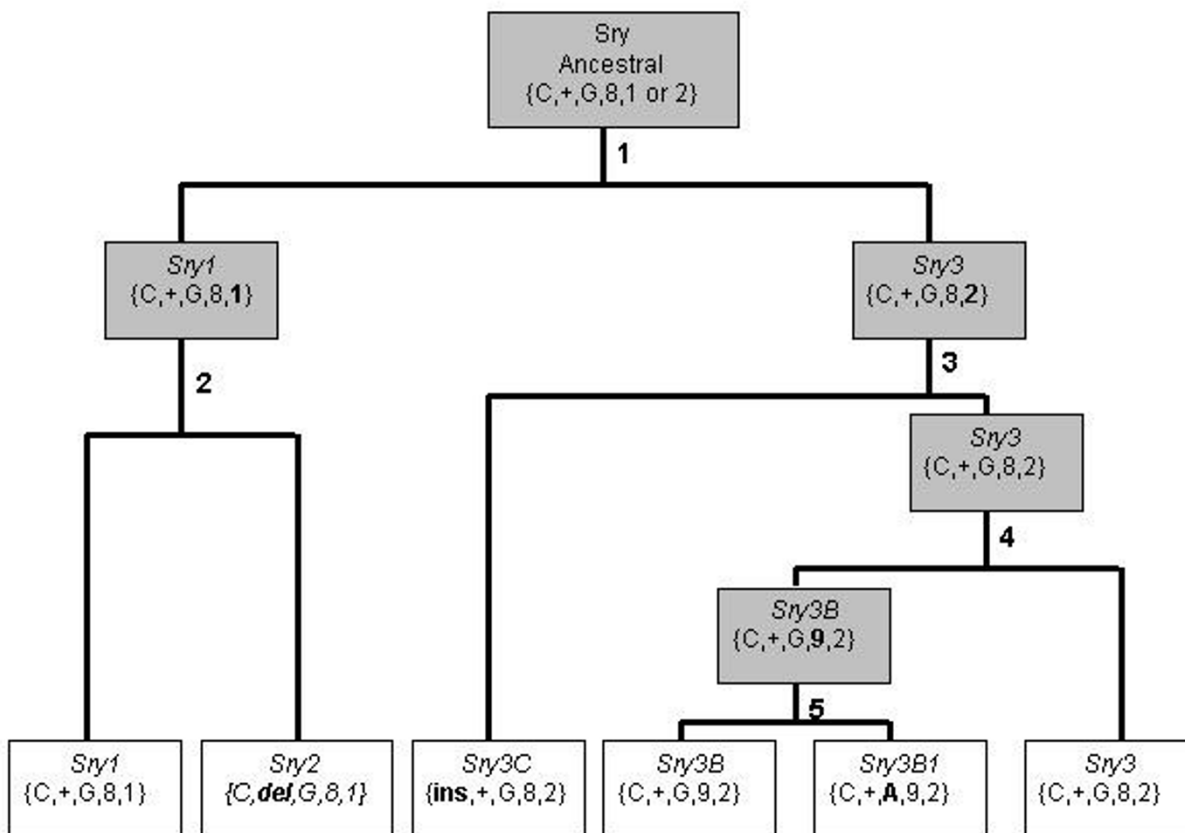 Sry
Ancestral
{C,+,G,8,1 or 2}
1
Sry1
{C,+,G,8,1}
Sry3
{C,+,G,8,2}
2
3
Sry3
{C,+,G,8,2}
4
Sry3B
{C,+,G,9,2}
5
Sry1
{C,+,G,8,1}
Sry2
{C,del,G,8,1}
Sry3C
{ins,+,G,8,2}
Sry3B
{C,+,G,9,2}
Sry3B1
{C,+,A,9,2}
Sry3
{C,+,G,8,2}